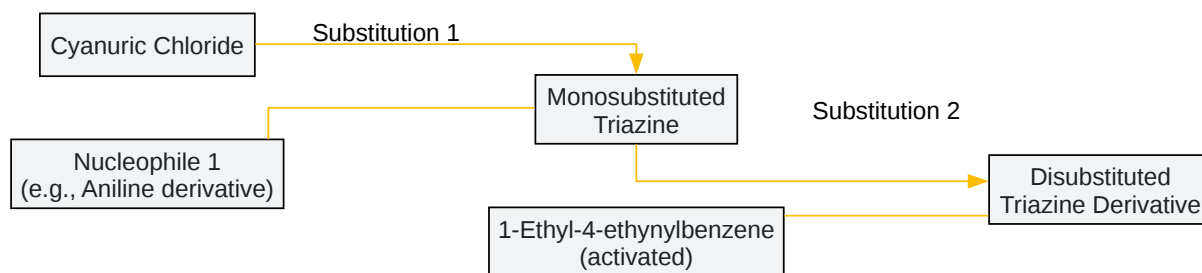 Cyanuric Chloride
Substitution 1
Monosubstituted
Triazine
Substitution 2
Nucleophile 1
(e.g., Aniline derivative)
Disubstituted
Triazine Derivative
1-Ethyl-4-ethynylbenzene
(activated)